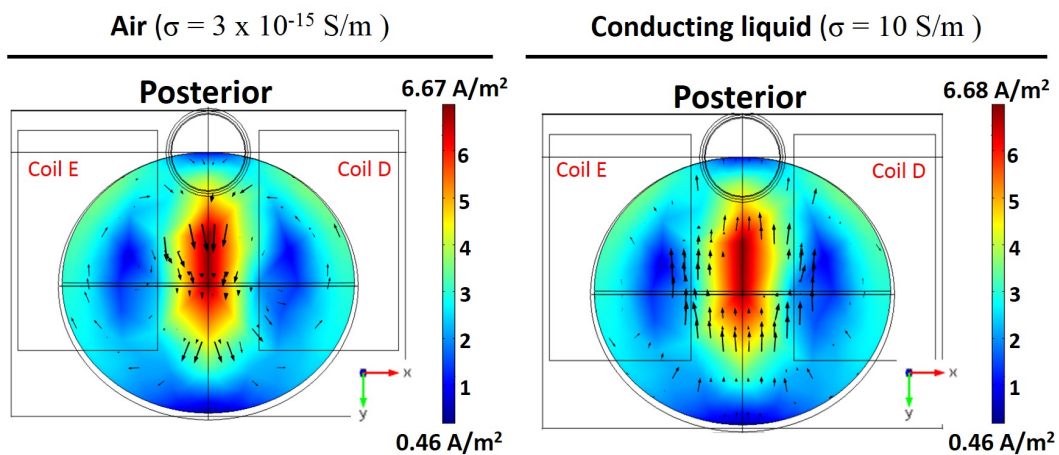 Air (σ = 3 x 10⁻¹⁵ S/m )
Posterior
6.67 A/m²
Coil E
Coil D
6
5
4
3
2
1
x
y
0.46 A/m²
Conducting liquid (σ = 10 S/m )
Posterior
6.68 A/m²
Coil E
Coil D
6
5
4
3
2
1
x
y
0.46 A/m²